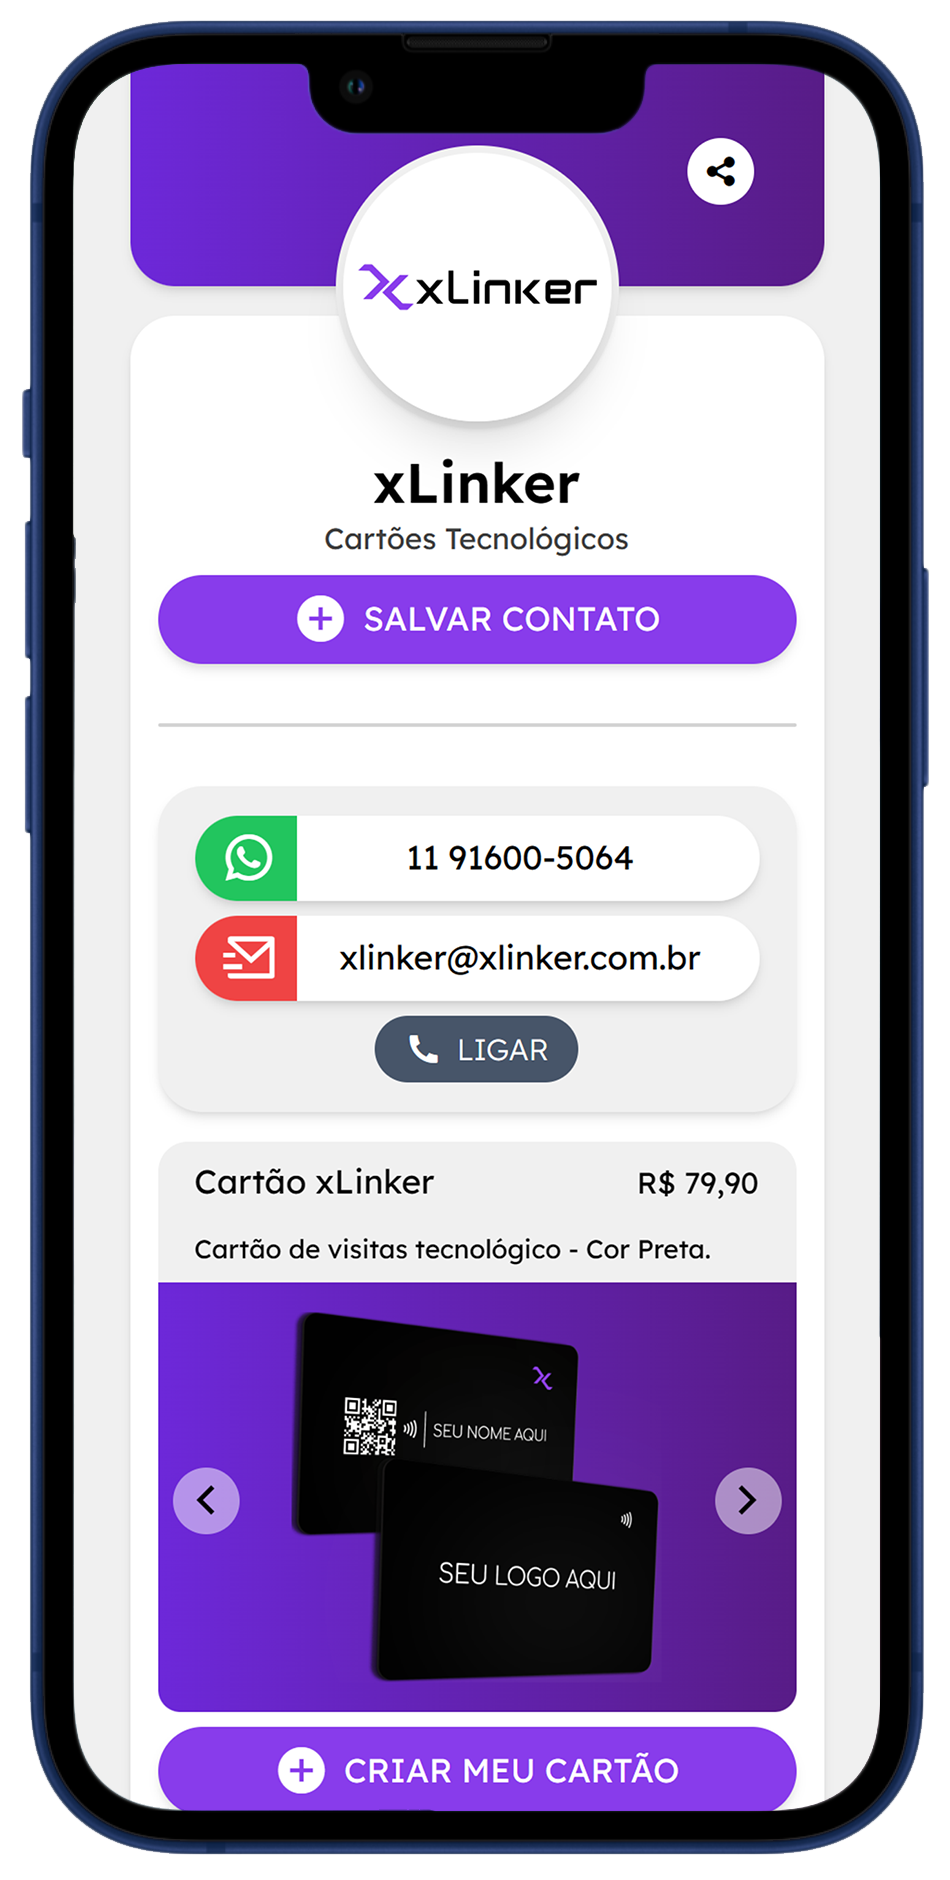 xLinker
xLinker
Cartões Tecnológicos
SALVAR CONTATO
11 91600-5064
xlinker@xlinker.com.br
LIGAR
Cartão xLinker R$ 79,90
Cartão de visitas tecnológico - Cor Preta.
SEU NOME AQUI
SEU LOGO AQUI
CRIAR MEU CARTÃO